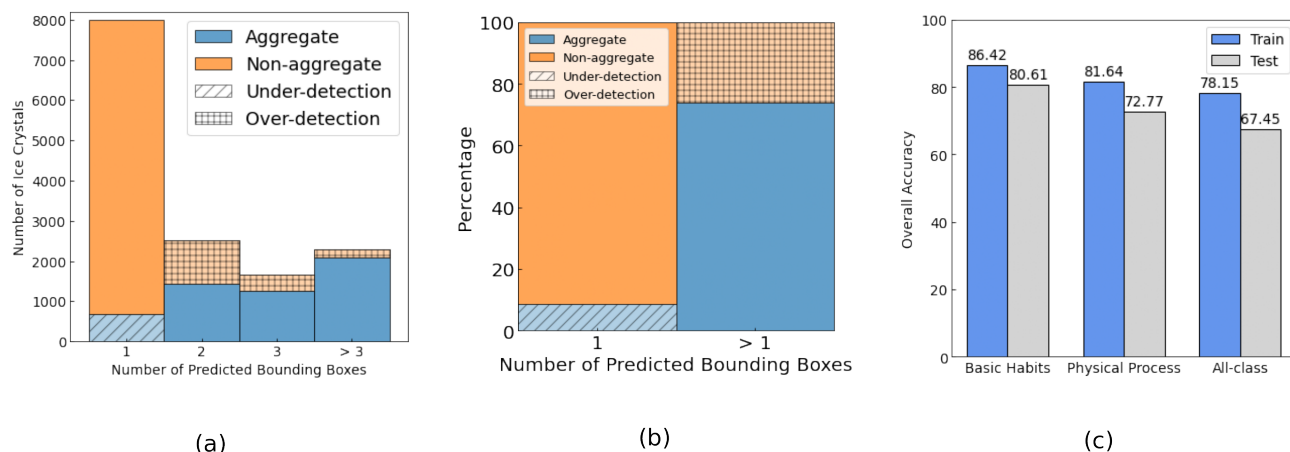 8000
7000
6000
5000
4000
3000
2000
1000
0
Number of Ice Crystals
Aggregate
Non-aggregate
Under-detection
Over-detection
1 2 3 > 3
Number of Predicted Bounding Boxes
(a)
100
80
60
40
20
0
Percentage
Aggregate
Non-aggregate
Under-detection
Over-detection
1 > 1
Number of Predicted Bounding Boxes
(b)
100
80
60
40
20
0
Overall Accuracy
Train
Test
86.42
80.61
81.64
72.77
78.15
67.45
Basic Habits Physical Process All-class
(c)